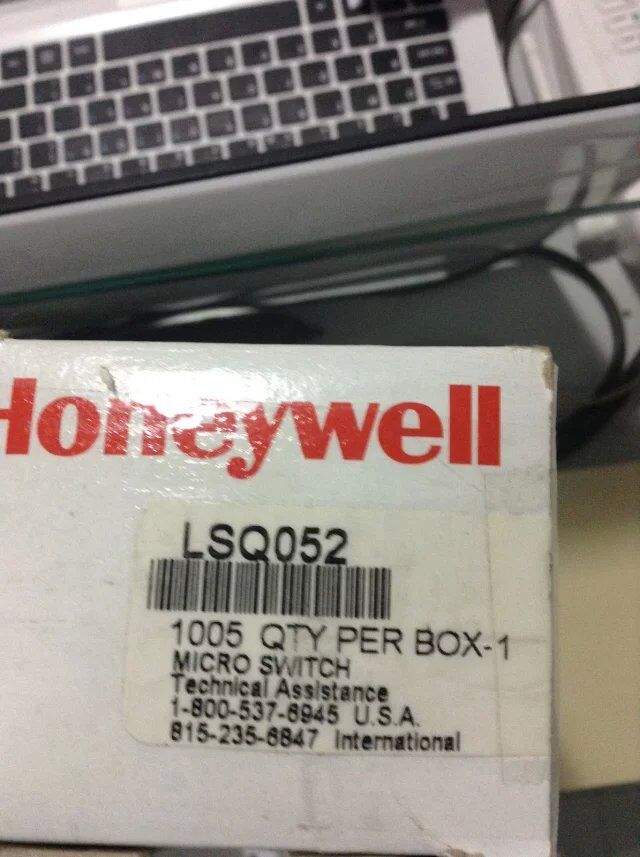 Honeywell
LSQ052
1005 QTY PER BOX-1
MICRO SWITCH
Technical Assistance
1-800-537-6945 U.S.A.
815-235-6847 International